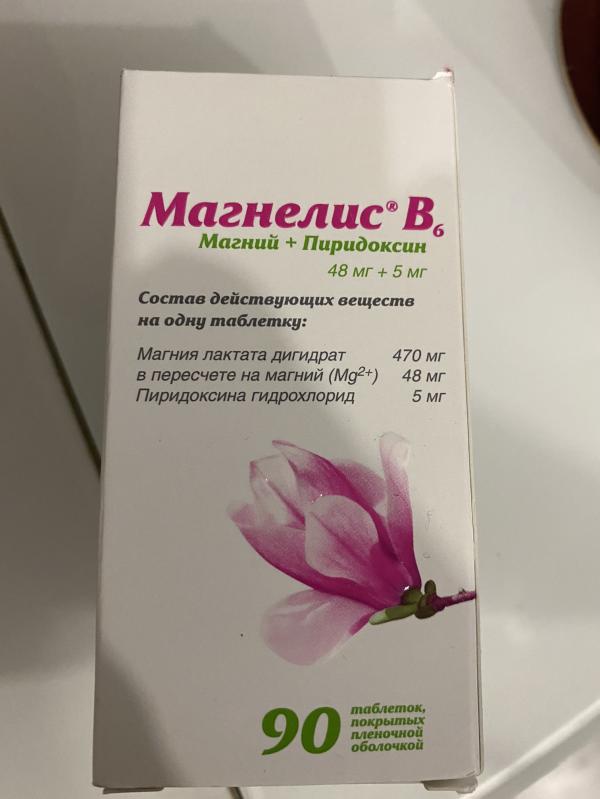 Магнелис® B₆
Магний + Пиридоксин
48 мг + 5 мг
Состав действующих веществ
на одну таблетку:
Магния лактата дигидрат 470 мг
в пересчете на магний (Mg²⁺) 48 мг
Пиридоксина гидрохлорид 5 мг
90 таблеток,
покрытых
пленочной
оболочкой